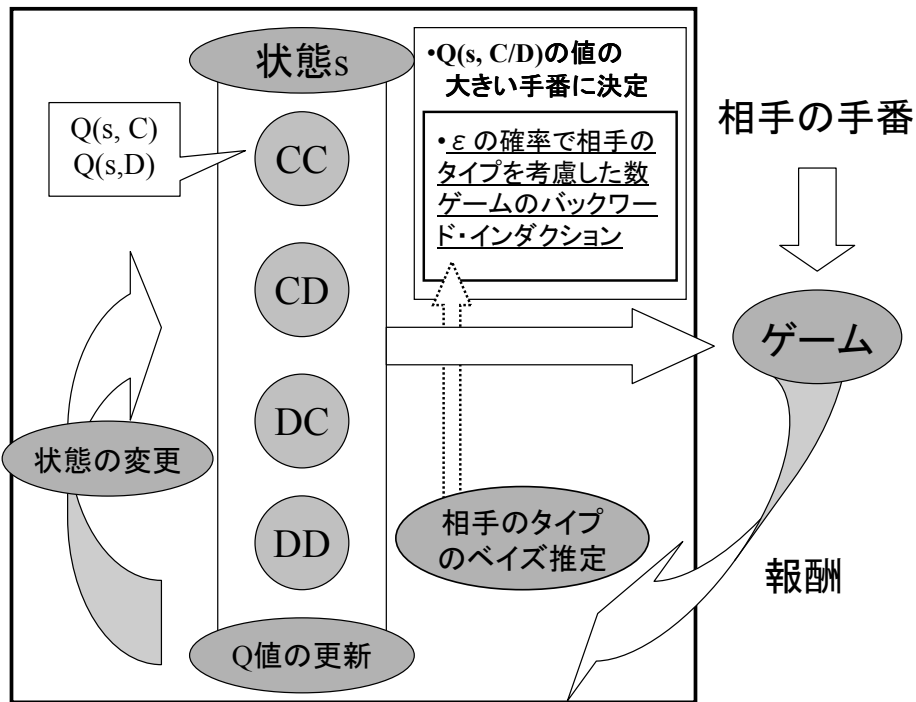 状態s
•Q(s, C/D)の値の
大きい手番に決定
Q(s, C)
Q(s,D)
CC
•εの確率で相手の
タイプを考慮した数
ゲームのバックワー
ド・インダクション
相手の手番
CD
ゲーム
DC
状態の変更
DD
相手のタイプ
のベイズ推定
報酬
Q値の更新